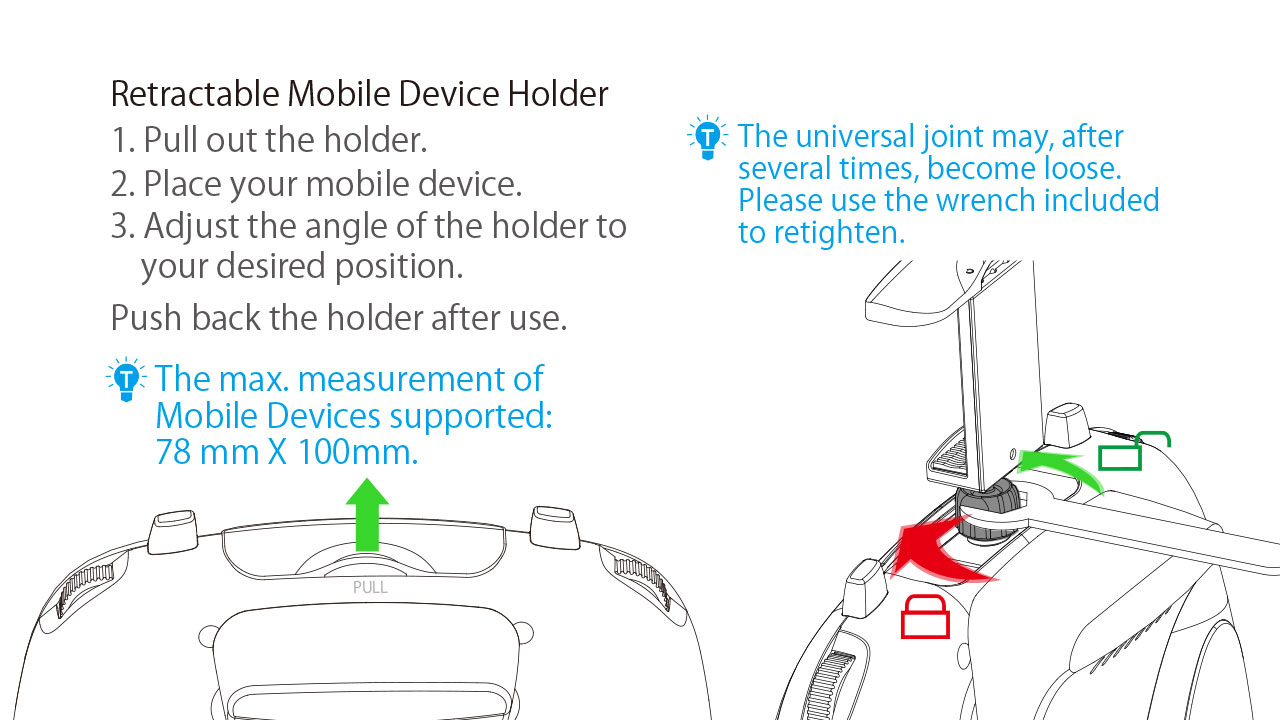 Retractable Mobile Device Holder
1. Pull out the holder.
2. Place your mobile device.
3. Adjust the angle of the holder to
your desired position.
Push back the holder after use.
T The max. measurement of
Mobile Devices supported:
78 mm X 100mm.
PULL
T The universal joint may, after
several times, become loose.
Please use the wrench included
to retighten.